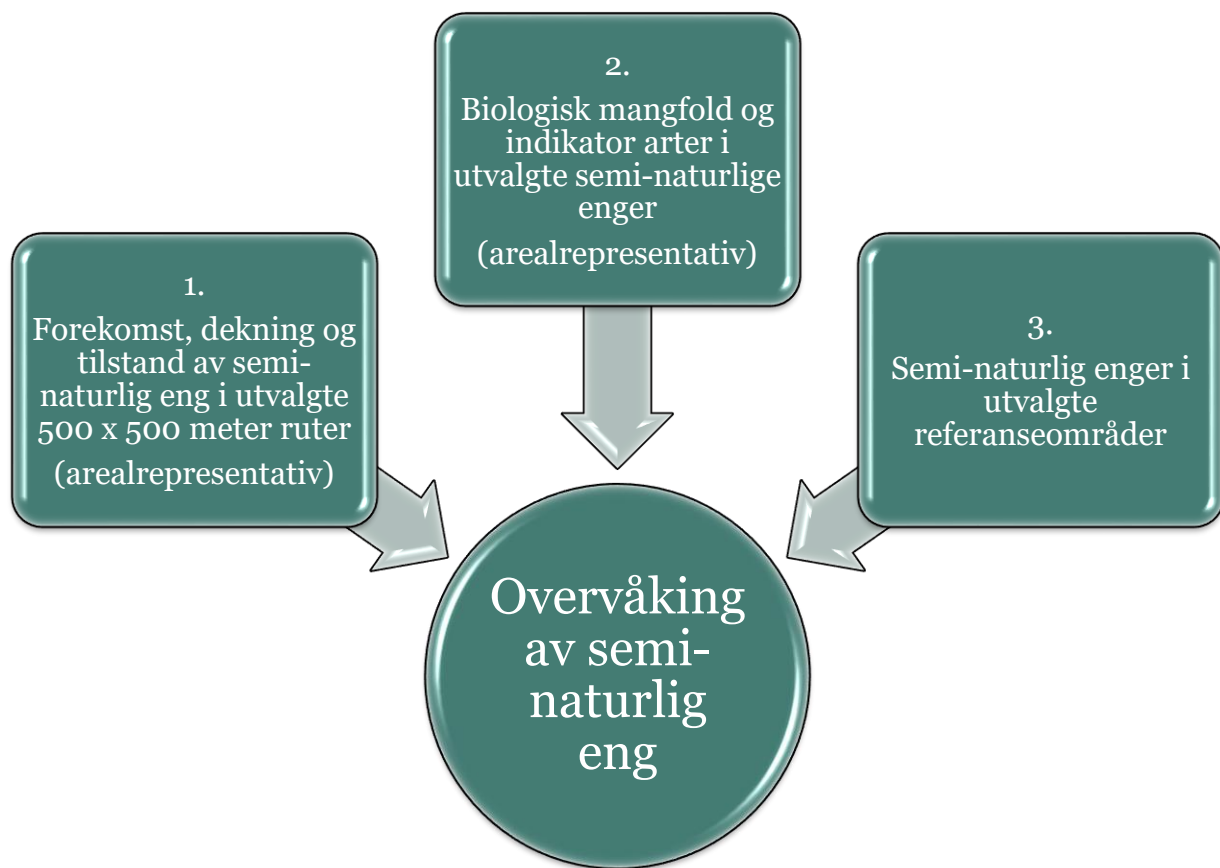 1.
Forekomst, dekning og
tilstand av semi-
naturlig eng i utvalgte
500 x 500 meter ruter
(arealrepresentativ)
2.
Biologisk mangfold og
indikator arter i
utvalgte semi-naturlige
enger
(arealrepresentativ)
3.
Semi-naturlig enger i
utvalgte
referanseområder
Overvåking
av semi-
naturlig
eng